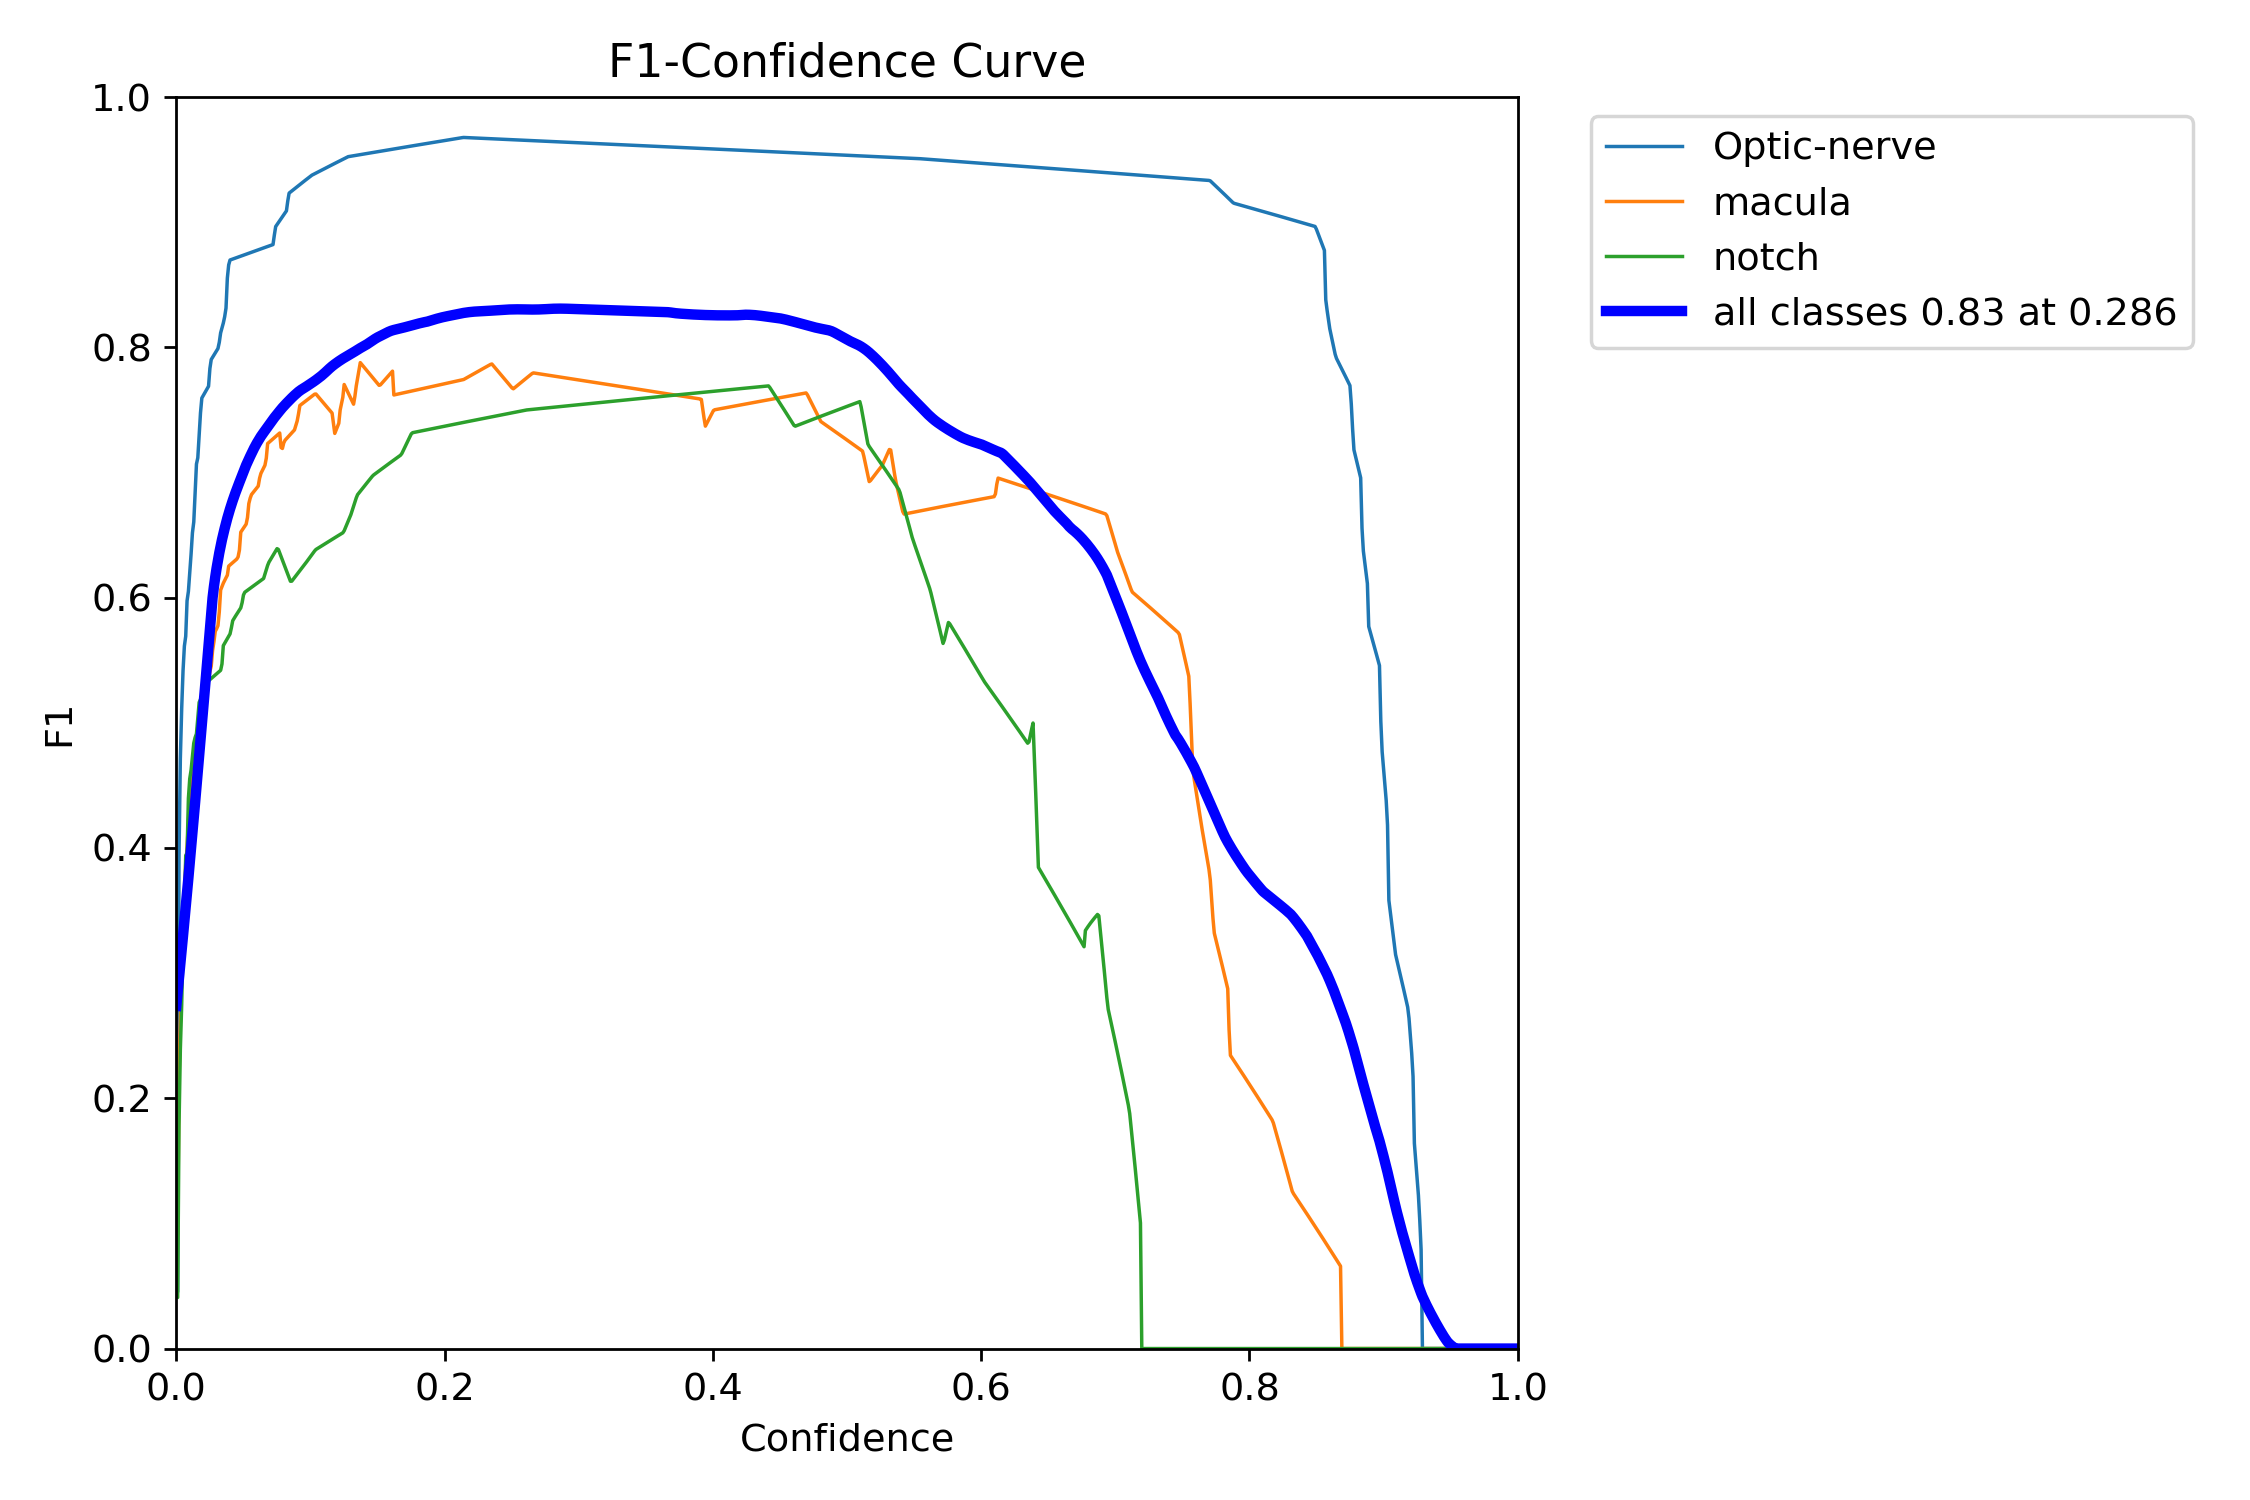 F1-Confidence Curve
1.0
0.8
0.6
0.4
0.2
0.0
F1
0.0 0.2 0.4 0.6 0.8 1.0
Confidence
Optic-nerve
macula
notch
all classes 0.83 at 0.286